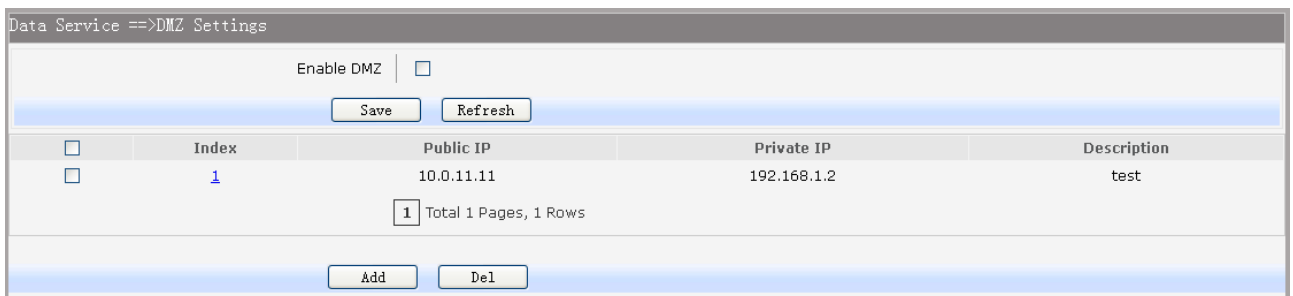 Data Service ==>DMZ Settings
Enable DMZ
Save Refresh
Index Public IP Private IP Description
1 10.0.11.11 192.168.1.2 test
1 Total 1 Pages, 1 Rows
Add Del